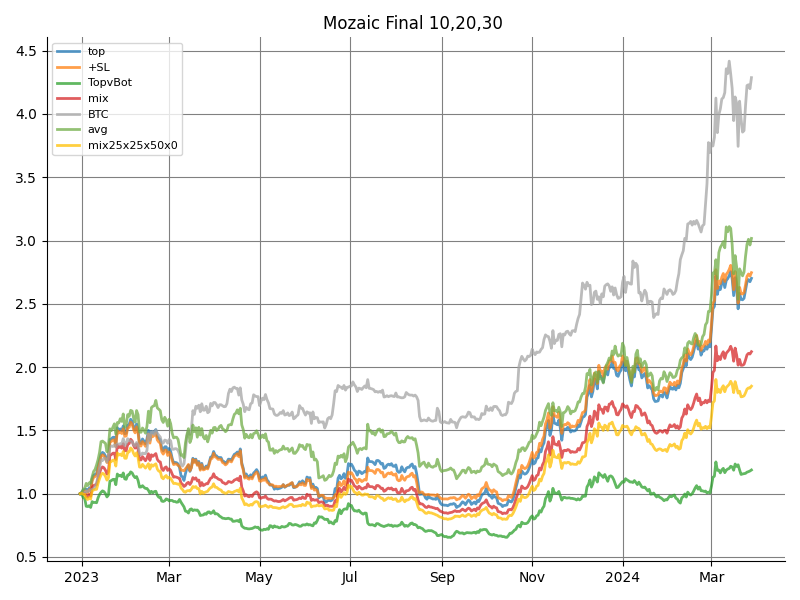 Mozaic Final 10,20,30
top
+SL
TopvBot
mix
BTC
avg
mix25x25x50x0
4.5
4.0
3.5
3.0
2.5
2.0
1.5
1.0
0.5
2023 Mar May Jul Sep Nov 2024 Mar